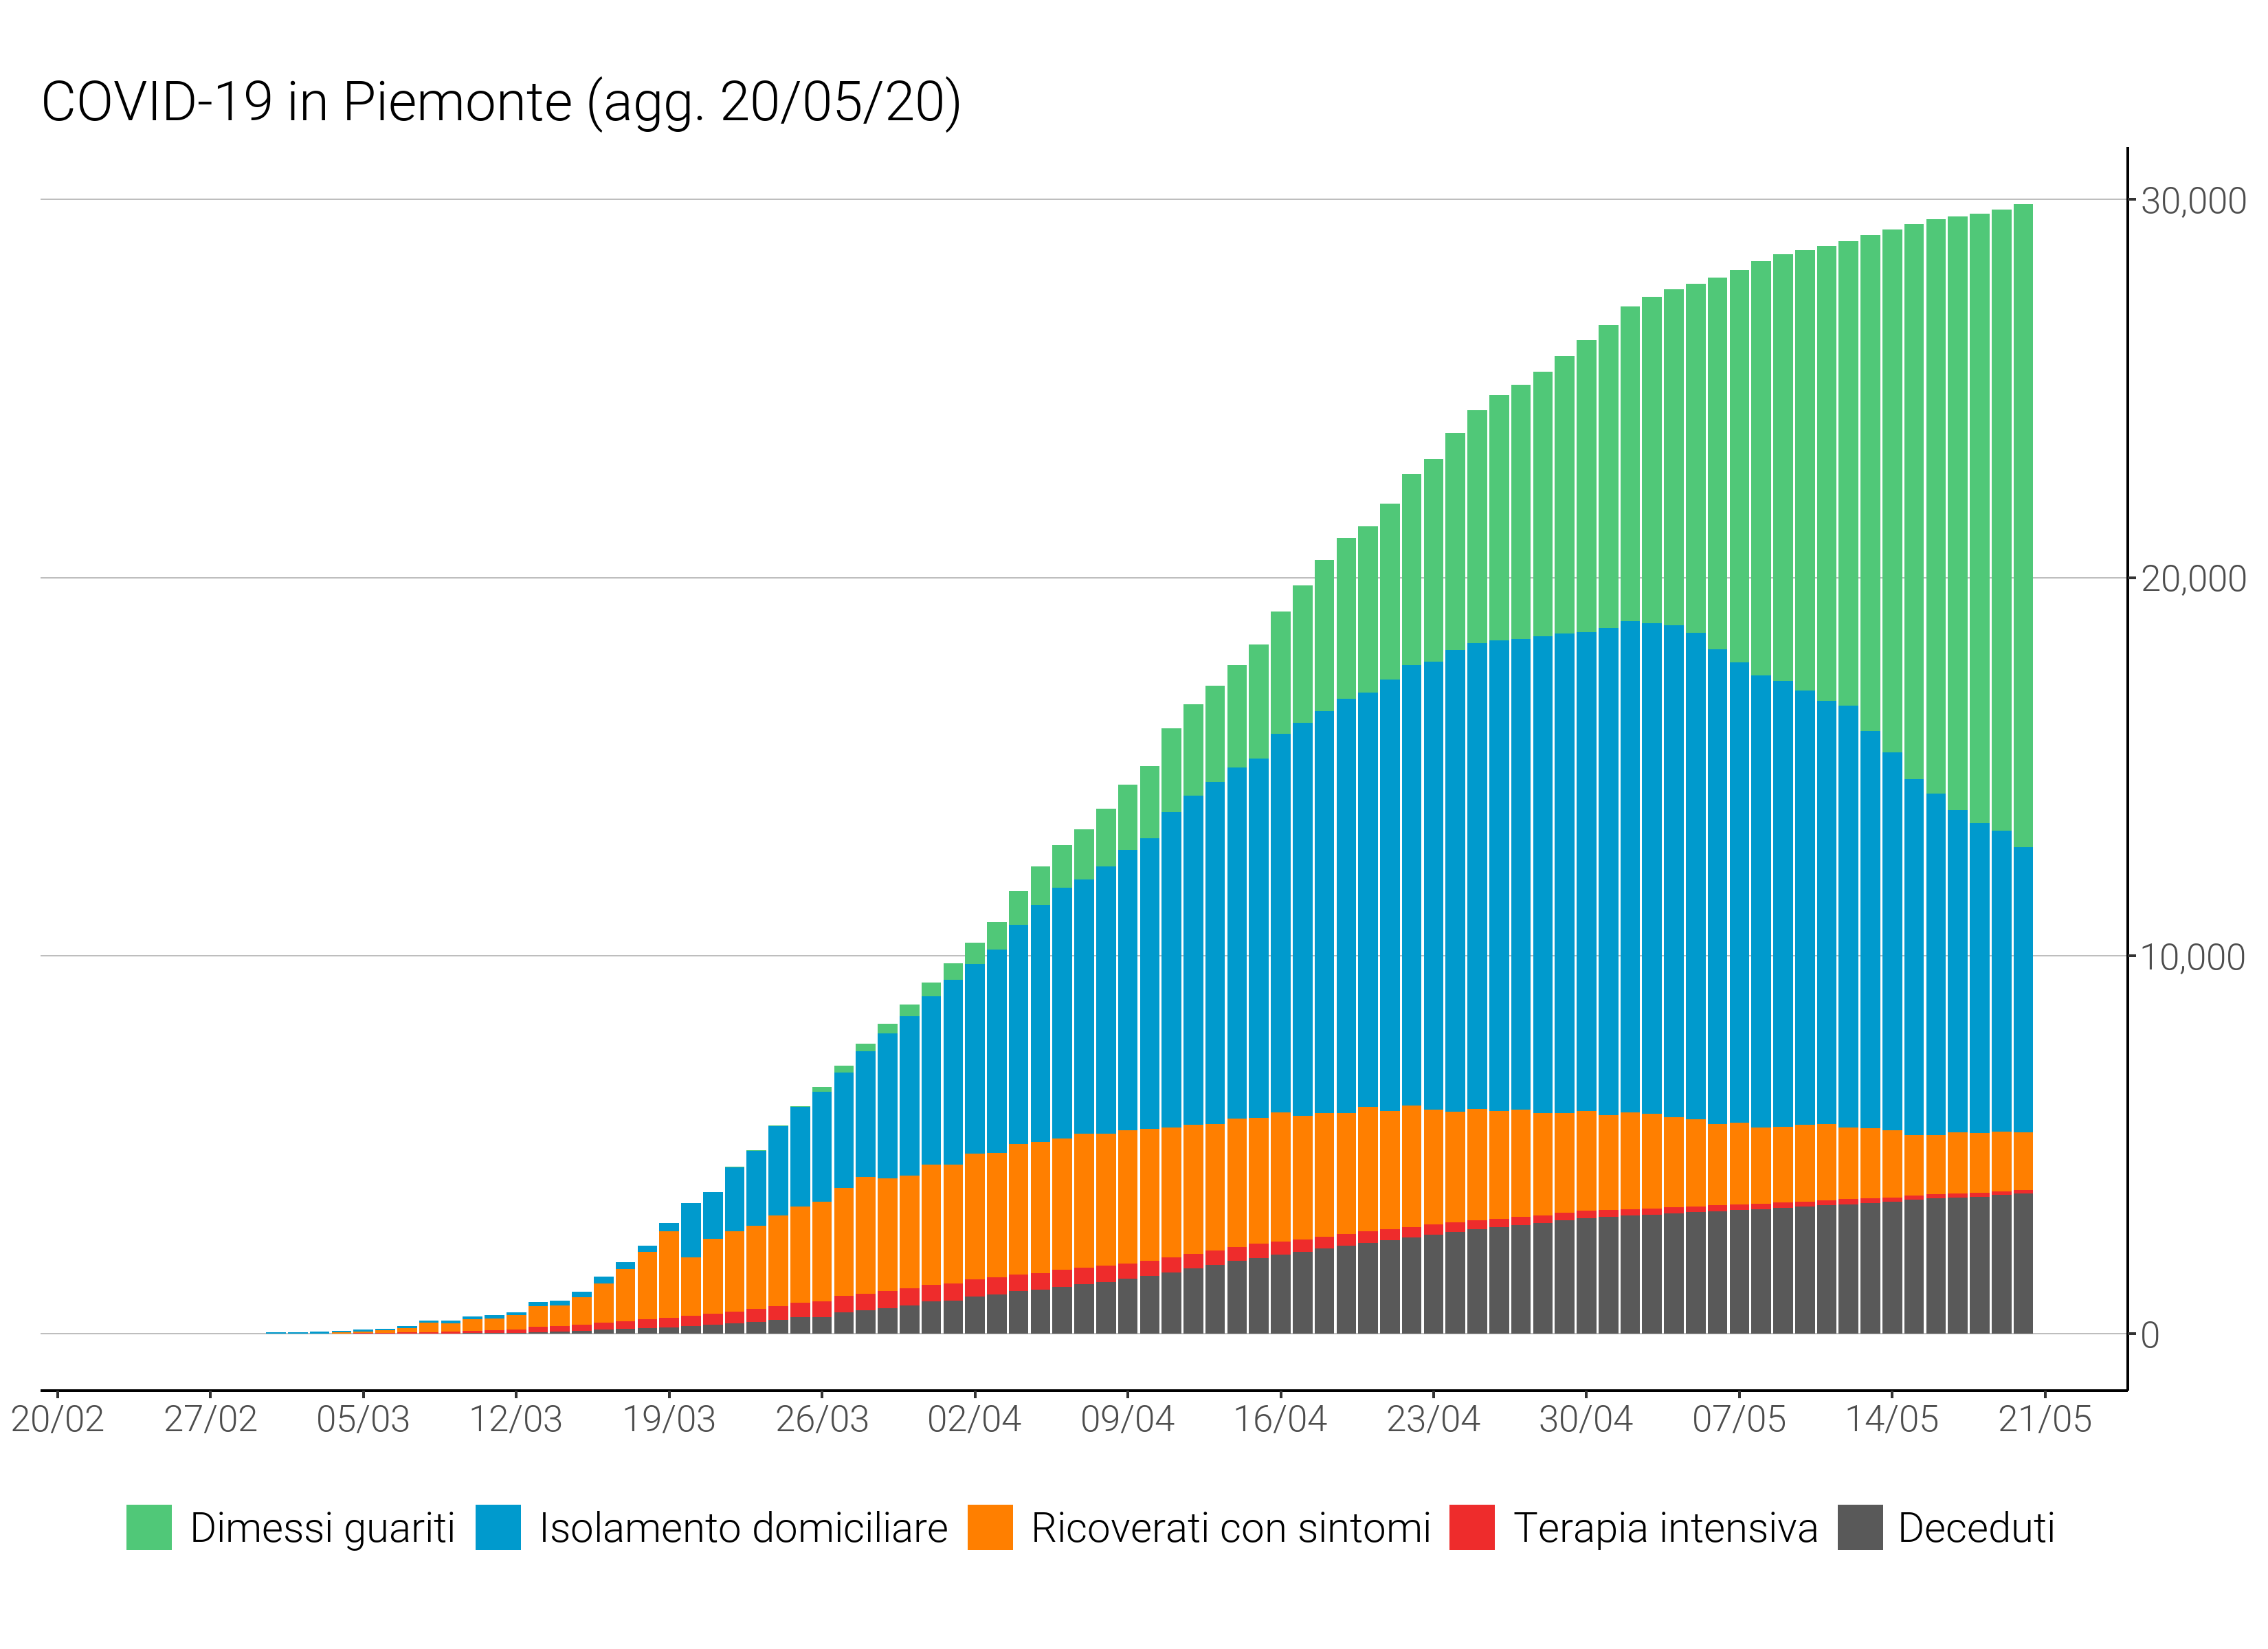 COVID-19 in Piemonte (agg. 20/05/20)
30,000
20,000
10,000
0
20/02 27/02 05/03 12/03 19/03 26/03 02/04 09/04 16/04 23/04 30/04 07/05 14/05 21/05
Dimessi guariti Isolamento domiciliare Ricoverati con sintomi Terapia intensiva Deceduti